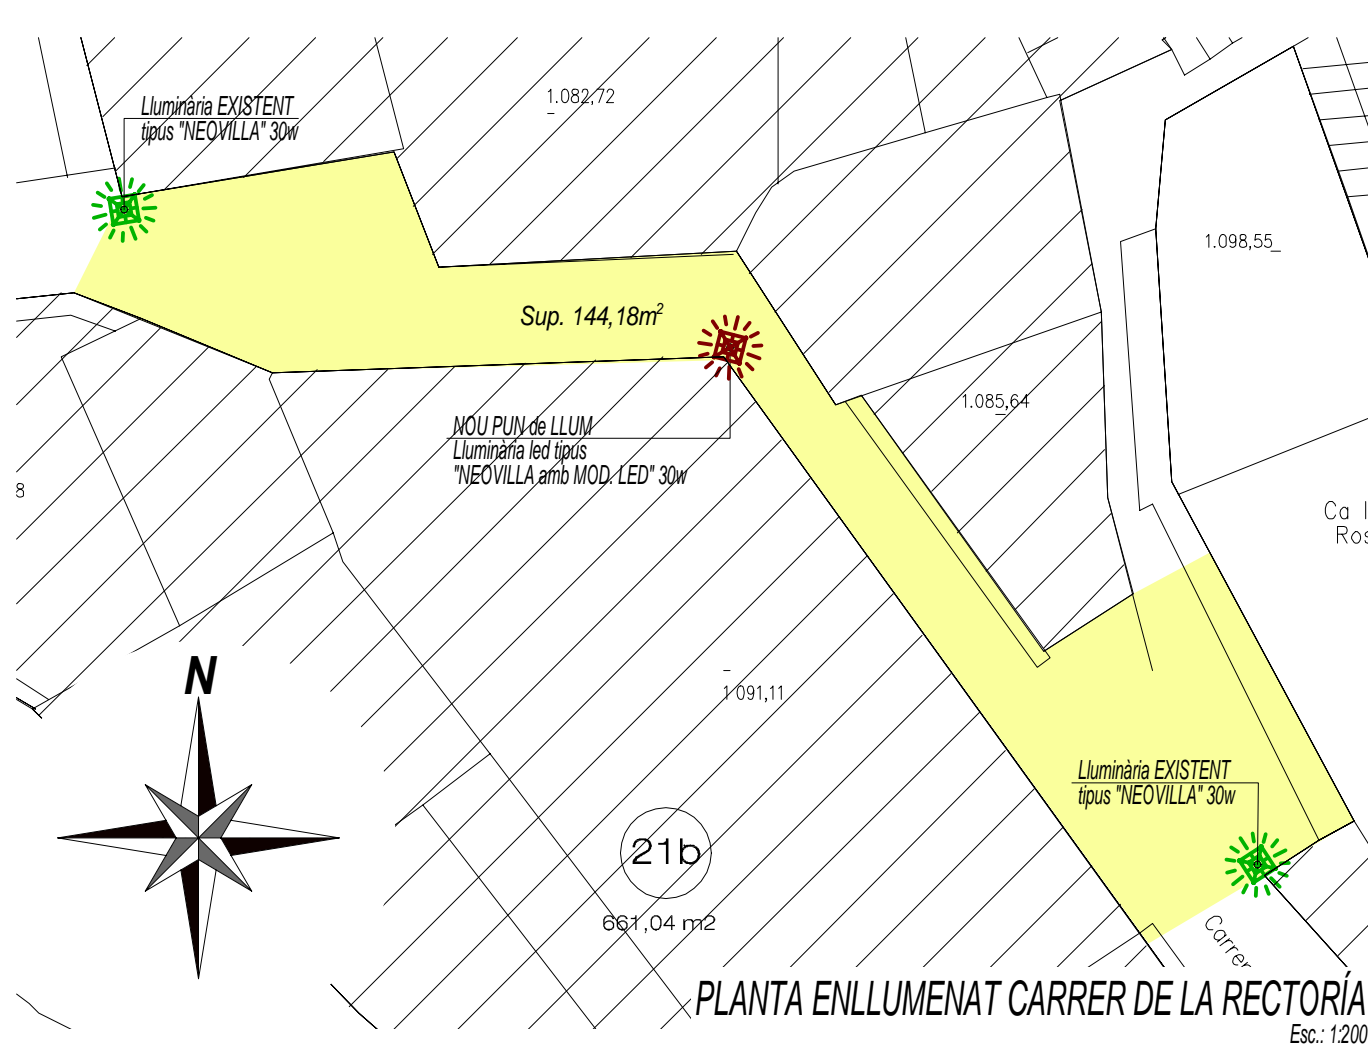 Lluminària EXISTENT
tipus "NEOVILLA" 30w
1.082,72
1.098,55
Sup. 144,18m²
1.085,64
NOU PUN de LLUM
Lluminària led tipus
"NEOVILLA amb MOD. LED" 30w
8
Ca l
Ros
N
1 091,11
Lluminària EXISTENT
tipus "NEOVILLA" 30w
21b
661,04 m2
Carrer
PLANTA ENLLUMENAT CARRER DE LA RECTORÍA
Esc.: 1:200